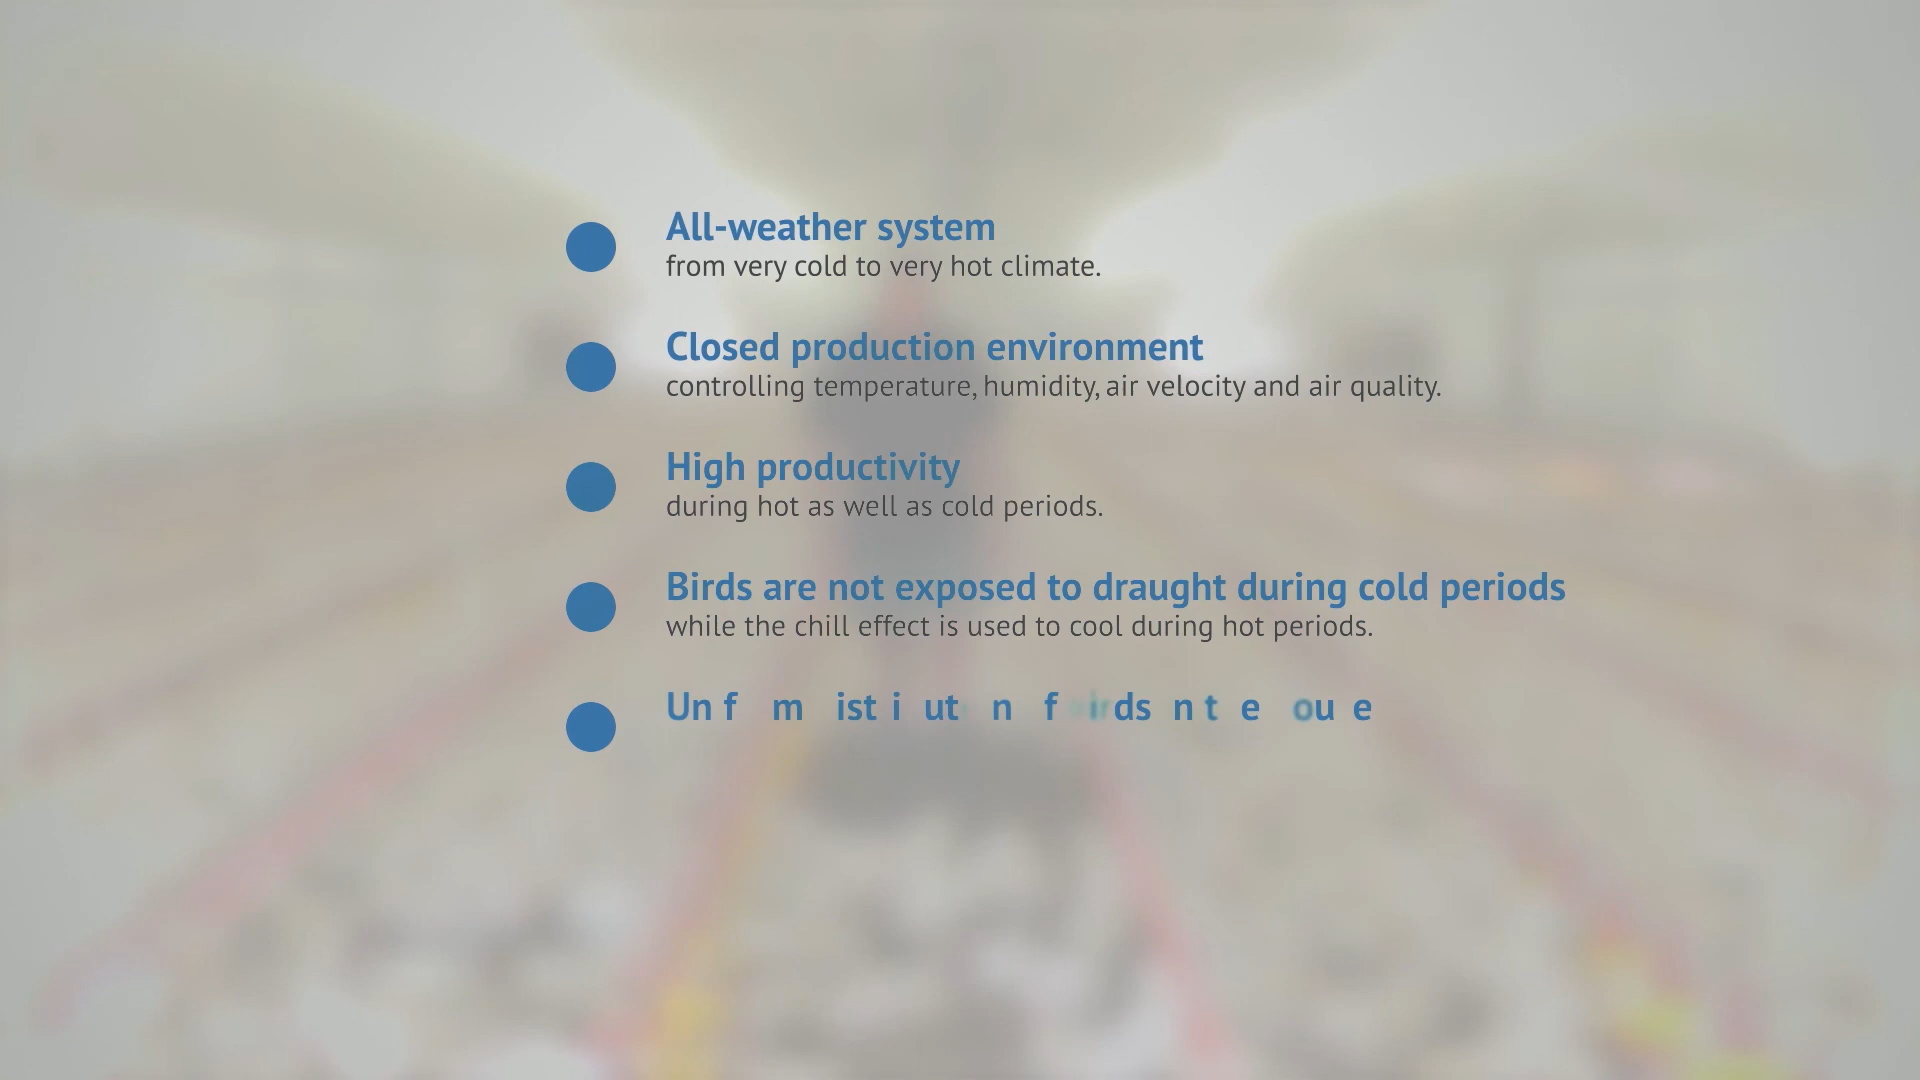 All-weather system
from very cold to very hot climate.
Closed production environment
controlling temperature, humidity, air velocity and air quality.
High productivity
during hot as well as cold periods.
Birds are not exposed to draught during cold periods
while the chill effect is used to cool during hot periods.